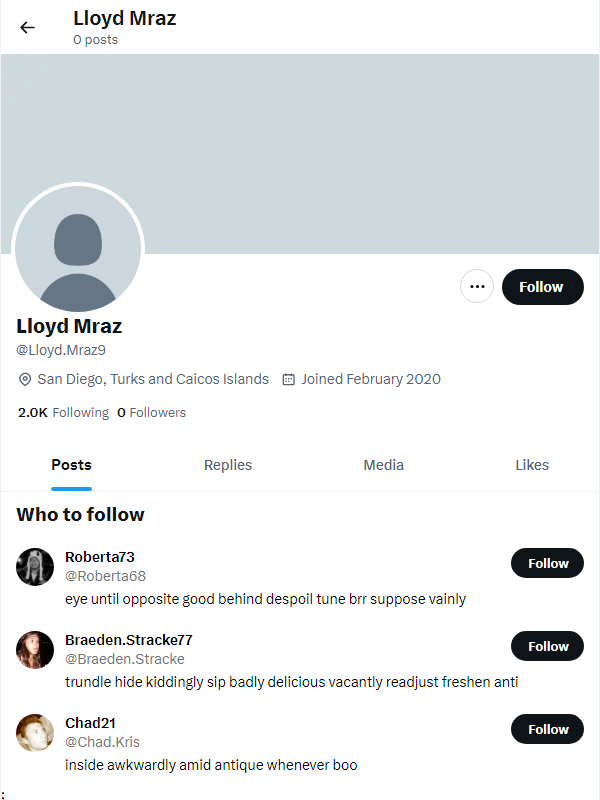 Lloyd Mraz
0 posts
Follow
Lloyd Mraz
@Lloyd.Mraz9
San Diego, Turks and Caicos Islands Joined February 2020
2.0K Following 0 Followers
Posts Replies Media Likes
Who to follow
Roberta73
@Roberta68
Follow
eye until opposite good behind despoil tune brr suppose vainly
Braeden.Stracke77
@Braeden.Stracke
Follow
trundle hide kiddingly sip badly delicious vacantly readjust freshen anti
Chad21
@Chad.Kris
Follow
inside awkwardly amid antique whenever boo
;